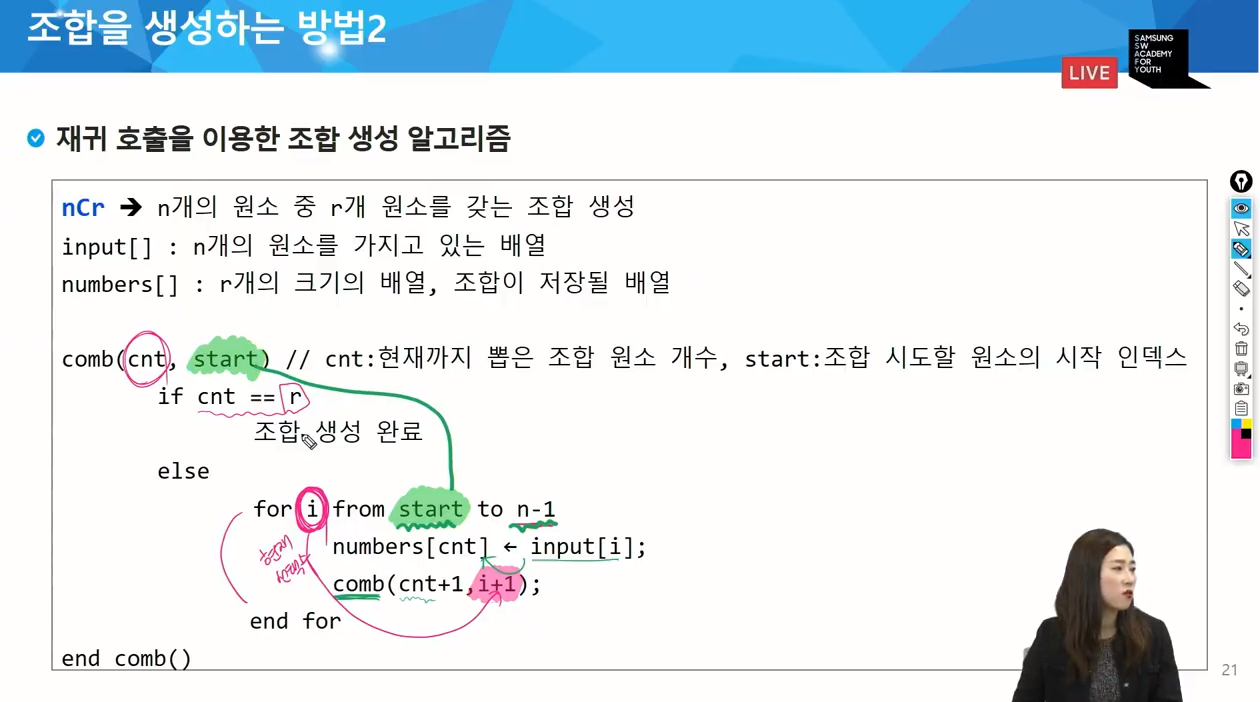 조합을 생성하는 방법2
SAMSUNG
SW
ACADEMY
FOR
YOUTH
LIVE
재귀 호출을 이용한 조합 생성 알고리즘
nCr ➔ n개의 원소 중 r개 원소를 갖는 조합 생성
input[] : n개의 원소를 가지고 있는 배열
numbers[] : r개의 크기의 배열, 조합이 저장될 배열
comb(cnt, start) // cnt:현재까지 뽑은 조합 원소 개수, start:조합 시도할 원소의 시작 인덱스
if cnt == r
조합 생성 완료
else
for i from start to n-1
numbers[cnt] ← input[i];
현재
comb(cnt+1,i+1);
end for
end comb()
21